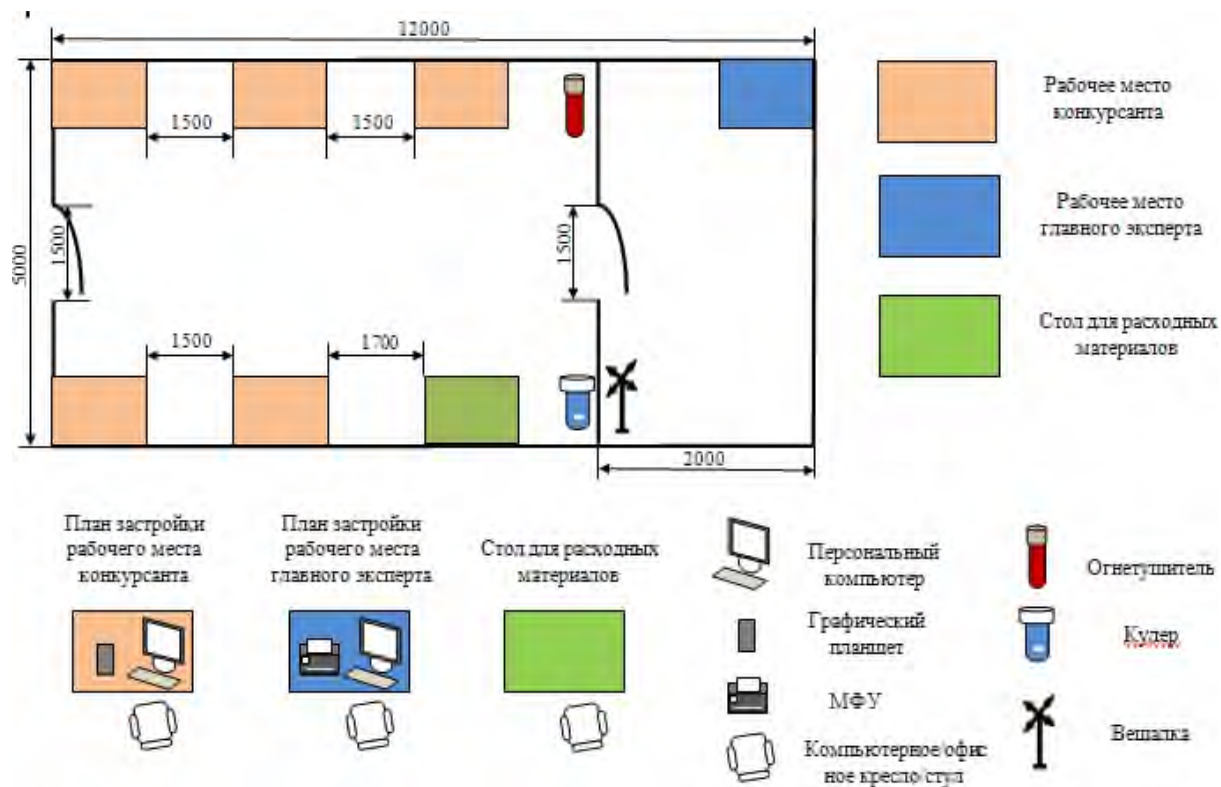 12000
1500
1500
5000
1500
1500
1500
1700
2000
Рабочее место
конкурсанта
Рабочее место
главного эксперта
Стол для расходных
материалов
План застройки
рабочего места
конкурсанта
План застройки
рабочего места
главного эксперта
Стол для расходных
материалов
Персональный
компьютер
Графический
планшет
МФУ
Компьютерное/офис
ное кресло/стул
Огнетушитель
Кулер
Вешалка